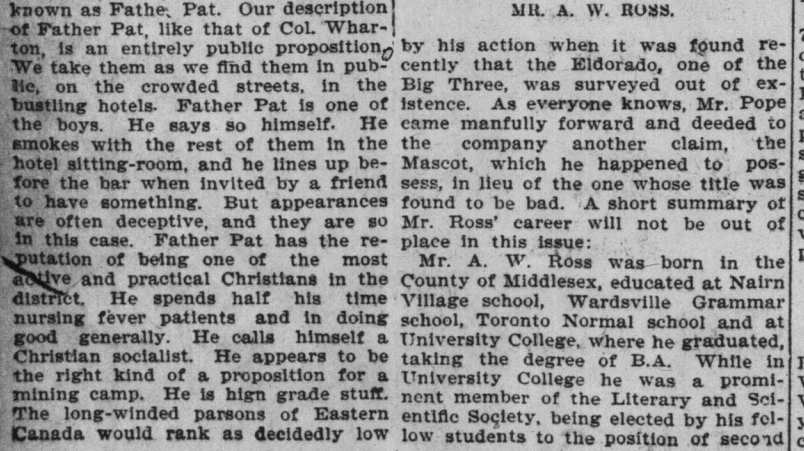 known as Fathe. Pat. Our description
of Father Pat, like that of Col. Whar-
ton, is an entirely public proposition.
We take them as we find them in pub-
lic, on the crowded streets, in the
bustling hotels. Father Pat is one of
the boys. He says so himself. He
smokes with the rest of them in the
hotel sitting-room, and he lines up be-
fore the bar when invited by a friend
to have something. But appearances
are often deceptive, and they are so
in this case. Father Pat has the re-
putation of being one of the most
active and practical Christians in the
district. He spends half his time
nursing fever patients and in doing
good generally. He calls himself a
Christian socialist. He appears to be
the right kind of a proposition for a
mining camp. He is hign grade stuff.
The long-winded parsons of Eastern
Canada would rank as decidedly low
MR. A. W. ROSS.
by his action when it was found re-
cently that the Eldorado, one of the
Big Three, was surveyed out of ex-
istence. As everyone knows, Mr. Pope
came manfully forward and deeded to
the company another claim, the
Mascot, which he happened to pos-
sess, in lieu of the one whose title was
found to be bad. A short summary of
Mr. Ross' career will not be out of
place in this issue:
Mr. A. W. Ross was born in the
County of Middlesex, educated at Nairn
Village school, Wardsville Grammar
school, Toronto Normal school and at
University College, where he graduated,
taking the degree of B.A. While in
University College he was a promi-
nent member of the Literary and Sci-
entific Society, being elected by his fel-
low students to the position of second